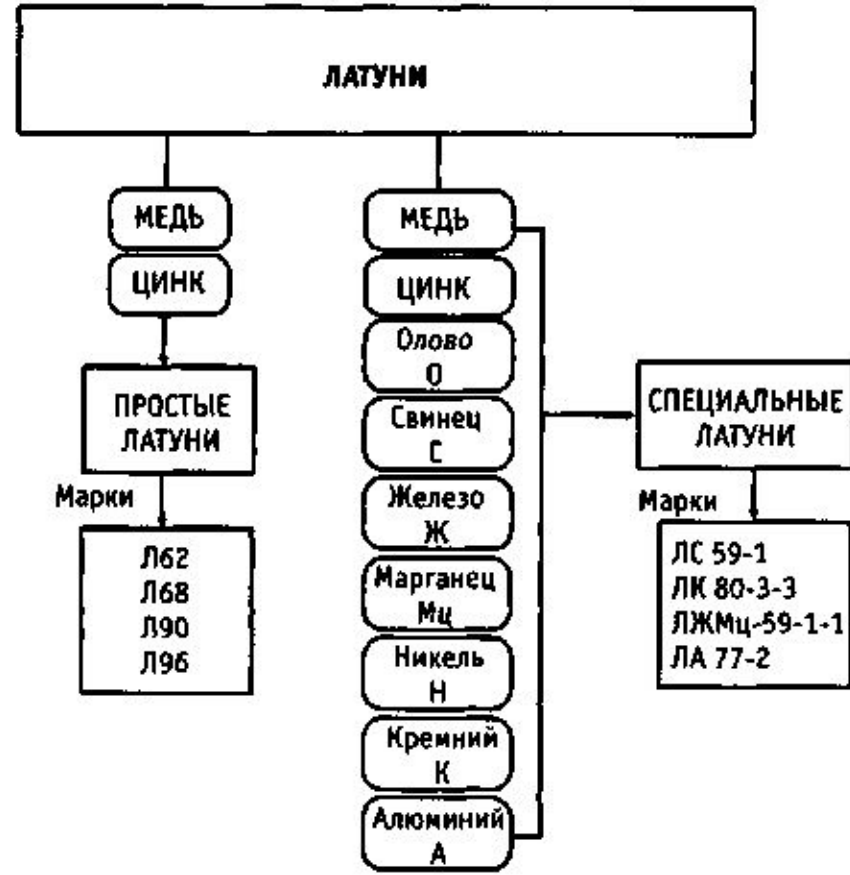 ЛАТУНИ
МЕДЬ
ЦИНК
ПРОСТЫЕ
ЛАТУНИ
Марки
Л62
Л68
Л90
Л96
МЕДЬ
ЦИНК
Олово
О
Свинец
С
Железо
Ж
Марганец
Мц
Никель
Н
Кремний
К
Алюминий
А
СПЕЦИАЛЬНЫЕ
ЛАТУНИ
Марки
ЛС 59-1
ЛК 80-3-3
ЛЖМц-59-1-1
ЛА 77-2